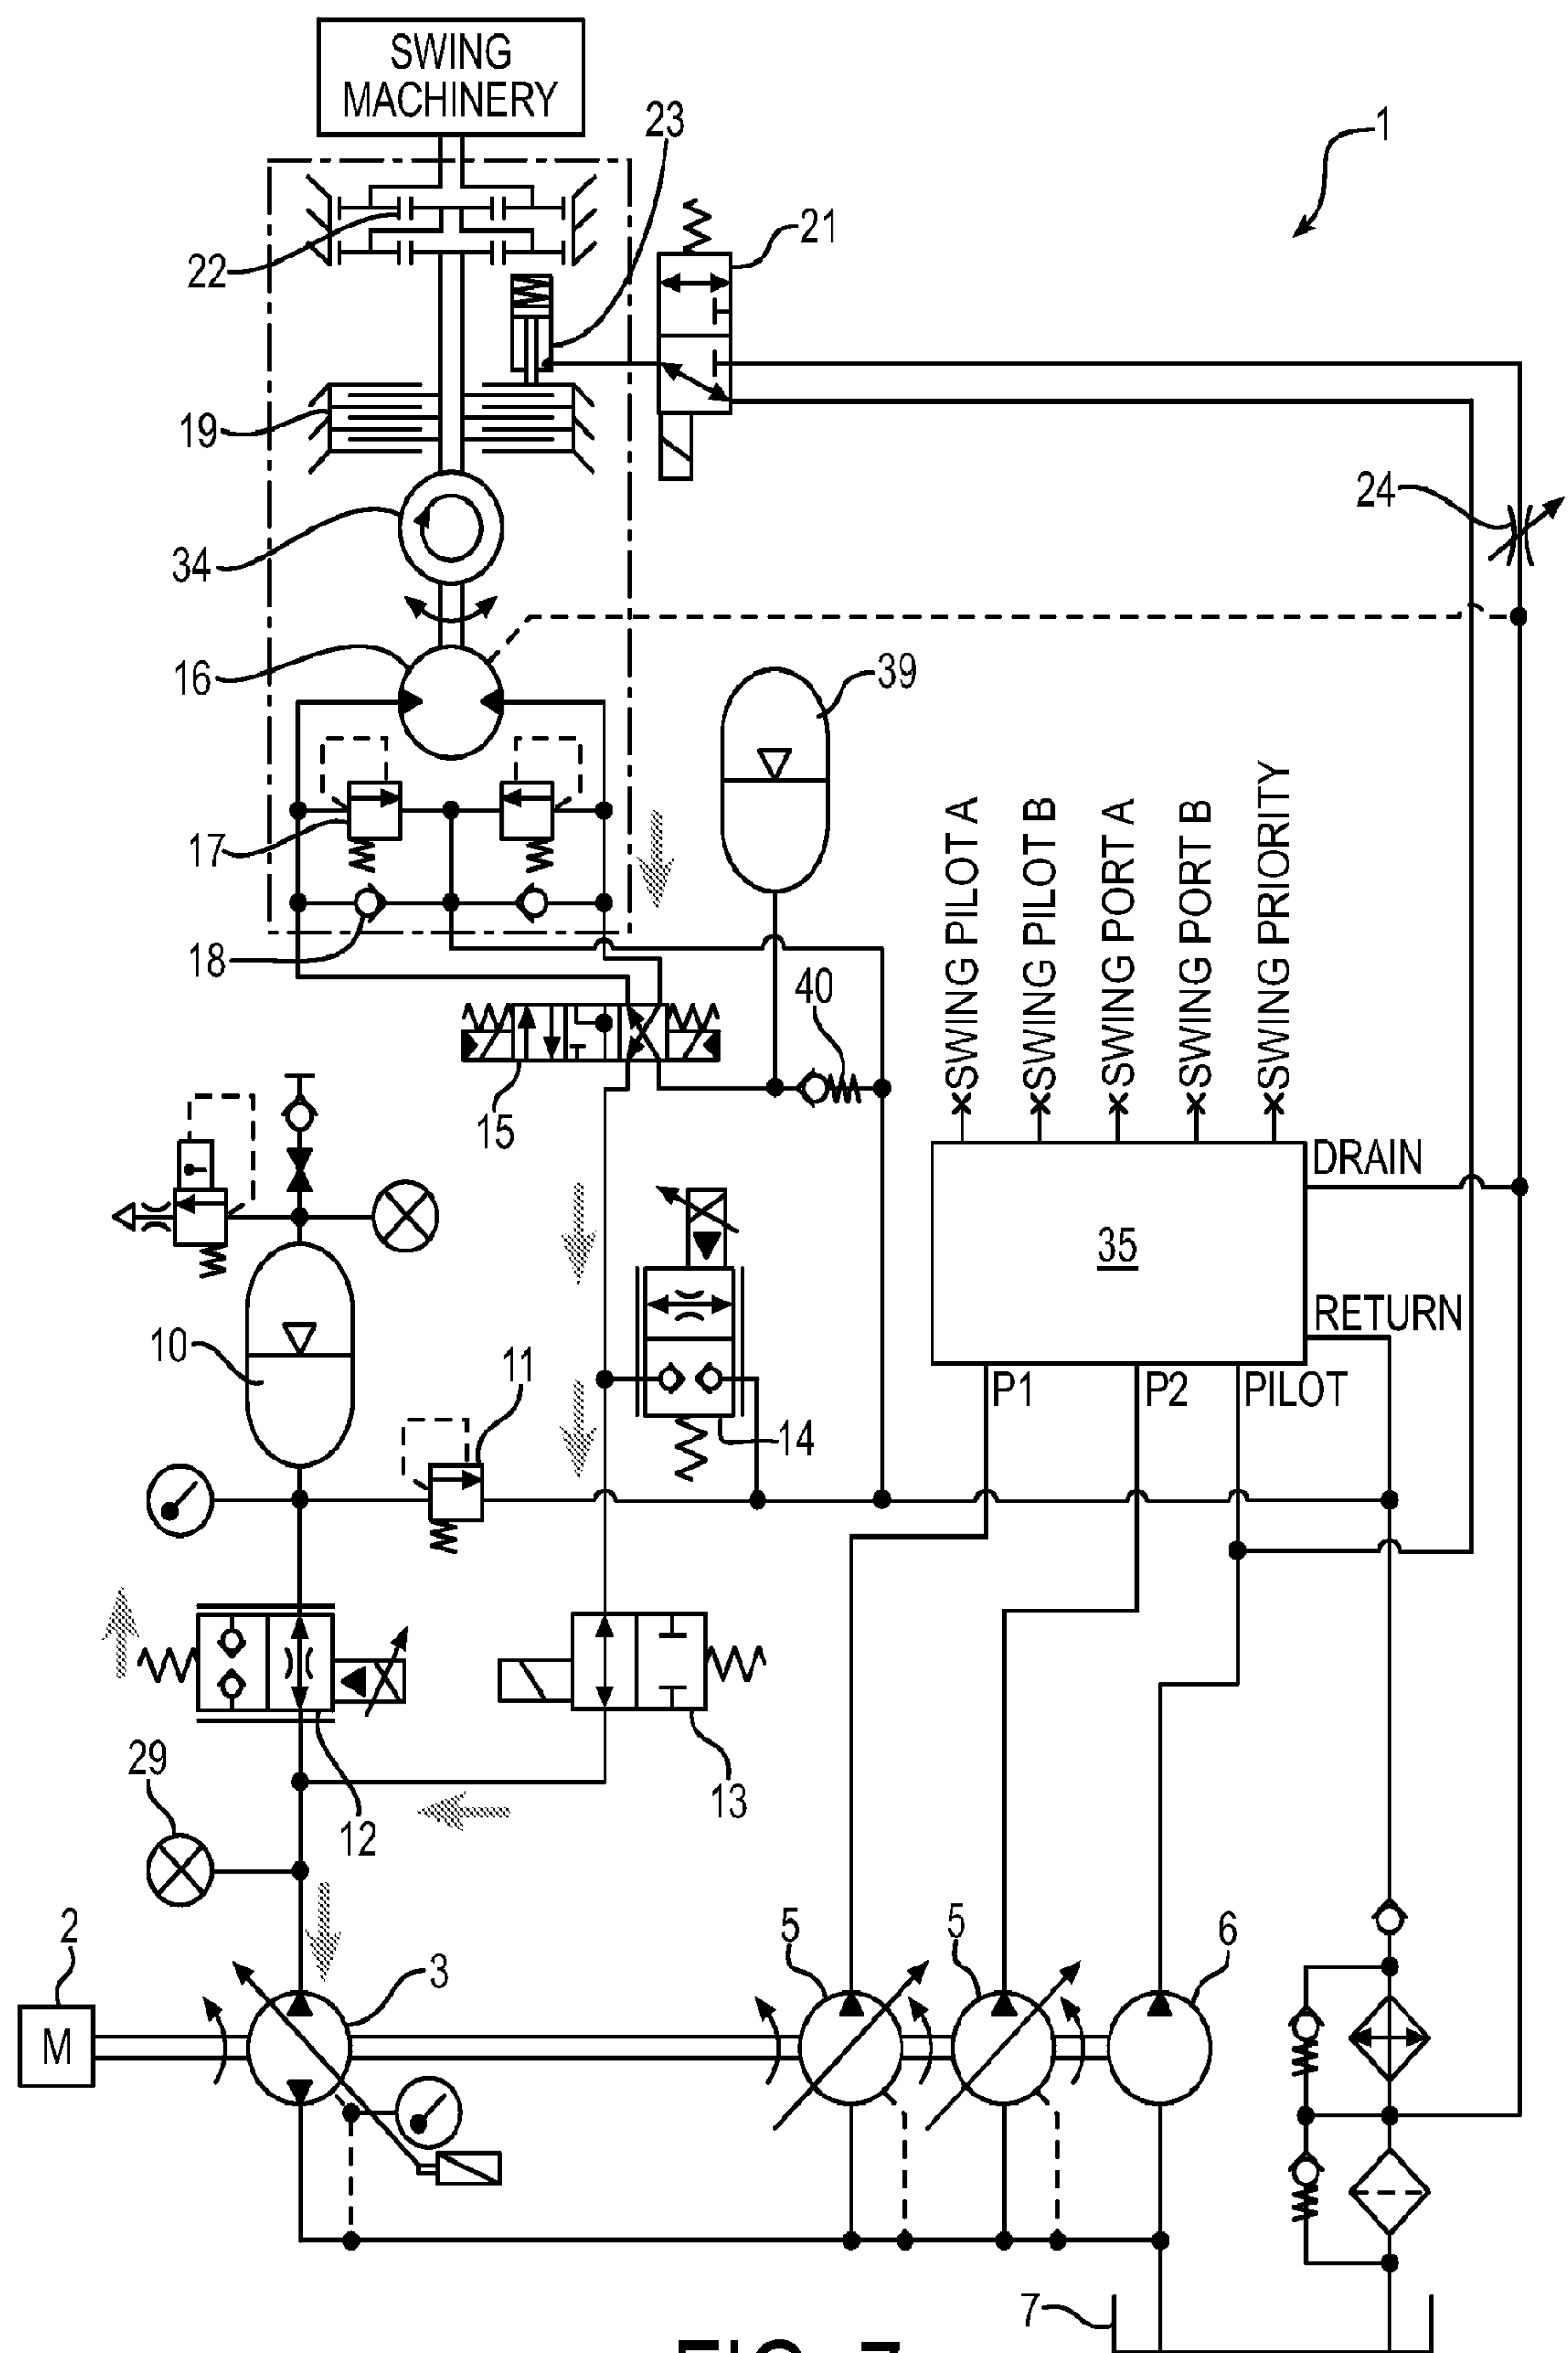 SWING
MACHINERY
23
1
21
22
19
24
34
16
39
17
18
40
SWING PILOT A
SWING PILOT B
SWING PORT A
SWING PORT B
SWING PRIORITY
15
DRAIN
35
10
RETURN
11
P1
P2
PILOT
14
29
12
13
2
3
5
5
6
M
7